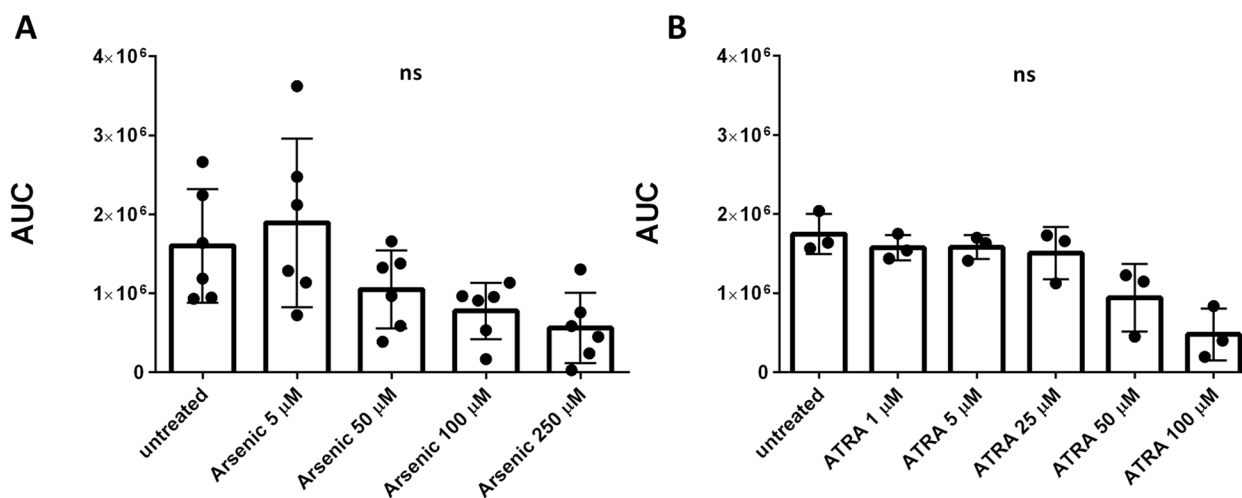 A
AUC
4×10⁶
3×10⁶
2×10⁶
1×10⁶
0
ns
untreated
Arsenic 5 µM
Arsenic 50 µM
Arsenic 100 µM
Arsenic 250 µM
B
AUC
4×10⁶
3×10⁶
2×10⁶
1×10⁶
0
ns
untreated
ATRA 1 µM
ATRA 5 µM
ATRA 25 µM
ATRA 50 µM
ATRA 100 µM